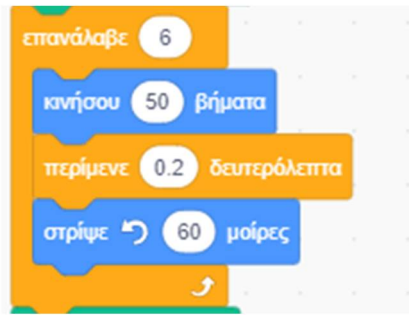 επανάλαβε 6
κινήσου 50 βήματα
περίμενε 0.2 δευτερόλεπτα
στρίψε 60 μοίρες